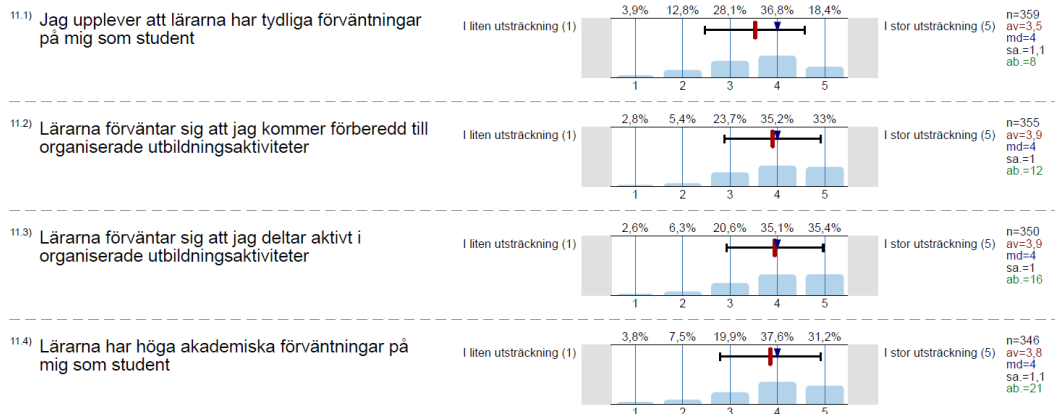 11.1) Jag upplever att lärarna har tydliga förväntningar
på mig som student
I liten utsträckning (1)
3,9% 12,8% 28,1% 36,8% 18,4%
1 2 3 4 5
I stor utsträckning (5)
n=359
av=3,5
md=4
sa.=1,1
ab.=8
11.2) Lärarna förväntar sig att jag kommer förberedd till
organiserade utbildningsaktiviteter
I liten utsträckning (1)
2,8% 5,4% 23,7% 35,2% 33%
1 2 3 4 5
I stor utsträckning (5)
n=355
av=3,9
md=4
sa.=1
ab.=12
11.3) Lärarna förväntar sig att jag deltar aktivt i
organiserade utbildningsaktiviteter
I liten utsträckning (1)
2,6% 6,3% 20,6% 35,1% 35,4%
1 2 3 4 5
I stor utsträckning (5)
n=350
av=3,9
md=4
sa.=1
ab.=16
11.4) Lärarna har höga akademiska förväntningar på
mig som student
I liten utsträckning (1)
3,8% 7,5% 19,9% 37,6% 31,2%
1 2 3 4 5
I stor utsträckning (5)
n=346
av=3,8
md=4
sa.=1,1
ab.=21